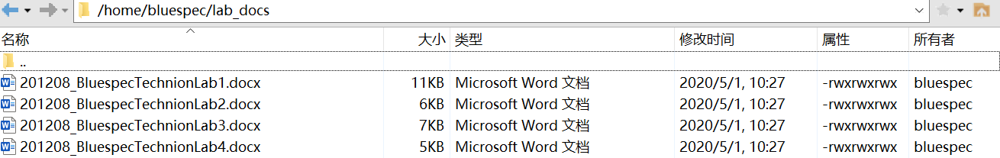 /home/bluespec/lab_docs
名称 大小 类型 修改时间 属性 所有者
..
201208_BluespecTechnionLab1.docx 11KB Microsoft Word 文档 2020/5/1, 10:27 -rwxrwxrwx bluespec
201208_BluespecTechnionLab2.docx 6KB Microsoft Word 文档 2020/5/1, 10:27 -rwxrwxrwx bluespec
201208_BluespecTechnionLab3.docx 7KB Microsoft Word 文档 2020/5/1, 10:27 -rwxrwxrwx bluespec
201208_BluespecTechnionLab4.docx 5KB Microsoft Word 文档 2020/5/1, 10:27 -rwxrwxrwx bluespec